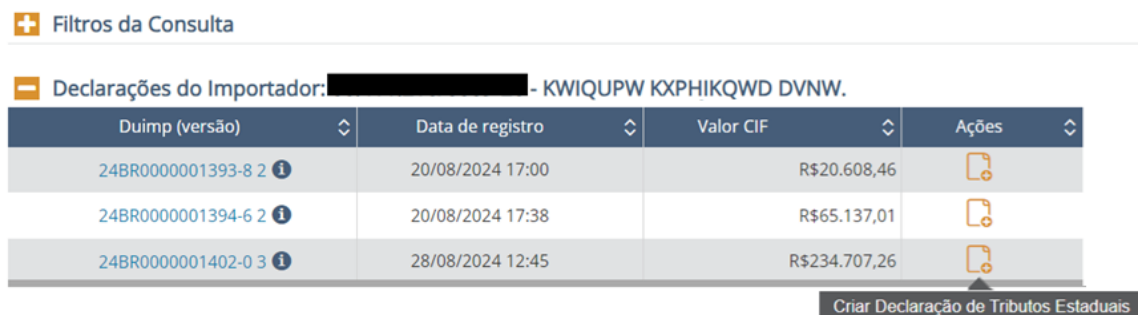 Filtros da Consulta
Declarações do Importador: - KWIQUPW KXPHIKQWD DVNW.
Duimp (versão) Data de registro Valor CIF Ações
24BR0000001393-8 2 20/08/2024 17:00 R$20.608,46
24BR0000001394-6 2 20/08/2024 17:38 R$65.137,01
24BR0000001402-0 3 28/08/2024 12:45 R$234.707,26
Criar Declaração de Tributos Estaduais